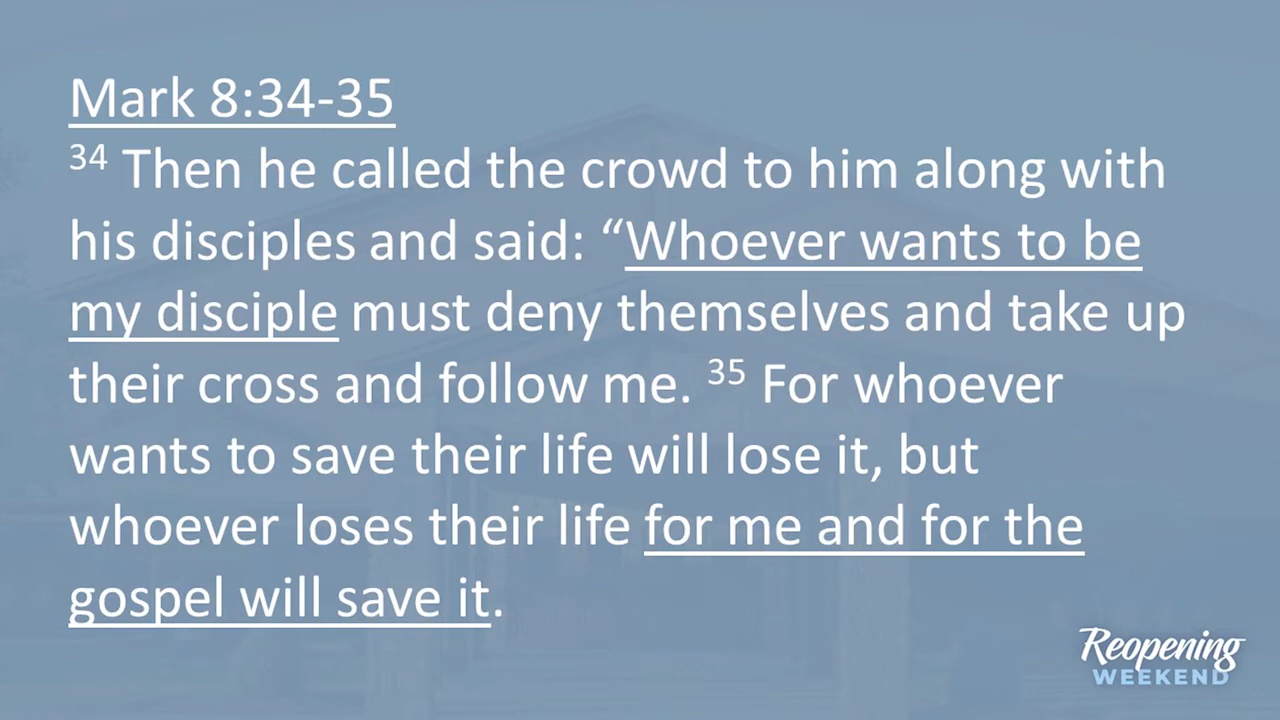 Mark 8:34-35
34 Then he called the crowd to him along with
his disciples and said: “Whoever wants to be
my disciple must deny themselves and take up
their cross and follow me. 35 For whoever
wants to save their life will lose it, but
whoever loses their life for me and for the
gospel will save it.
Reopening
WEEKEND